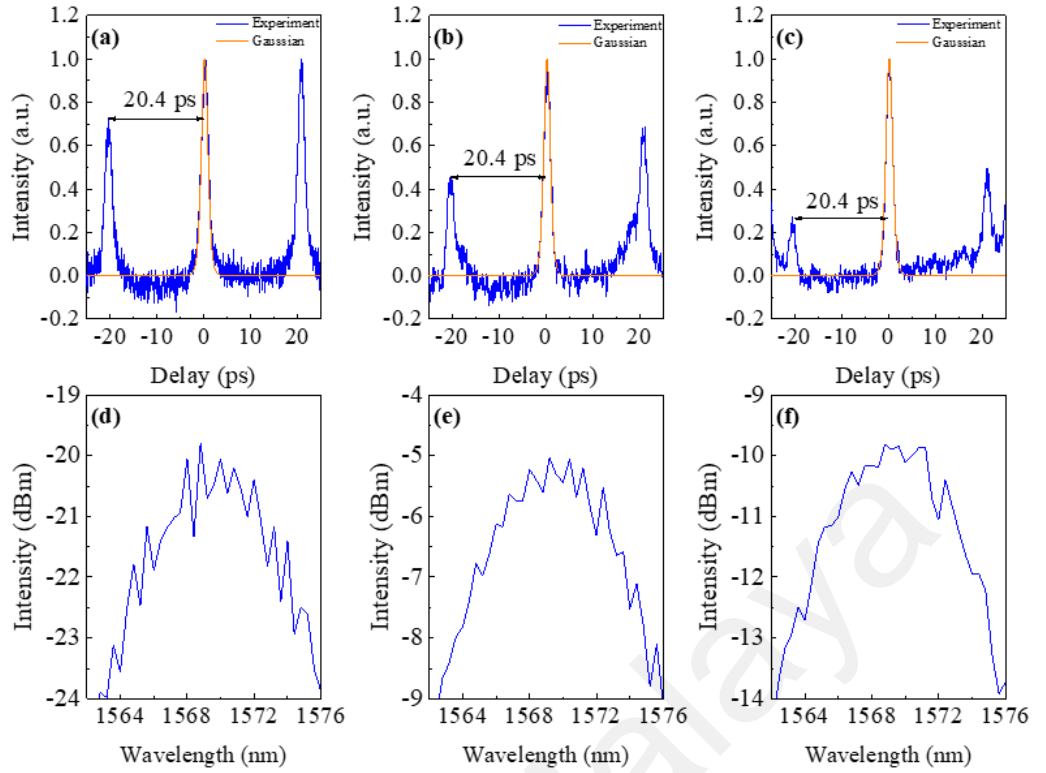 (a)
Experiment
Gaussian
20.4 ps
Intensity (a.u.)
1.2
1.0
0.8
0.6
0.4
0.2
0.0
-0.2
-20 -10 0 10 20
Delay (ps)
(b)
Experiment
Gaussian
20.4 ps
Intensity (a.u.)
1.2
1.0
0.8
0.6
0.4
0.2
0.0
-0.2
-20 -10 0 10 20
Delay (ps)
(c)
Experiment
Gaussian
20.4 ps
Intensity (a.u.)
1.2
1.0
0.8
0.6
0.4
0.2
0.0
-0.2
-20 -10 0 10 20
Delay (ps)
(d)
Intensity (dBm)
-19
-20
-21
-22
-23
-24
1564 1568 1572 1576
Wavelength (nm)
(e)
Intensity (dBm)
-4
-5
-6
-7
-8
-9
1564 1568 1572 1576
Wavelength (nm)
(f)
Intensity (dBm)
-9
-10
-11
-12
-13
-14
1564 1568 1572 1576
Wavelength (nm)
alaya